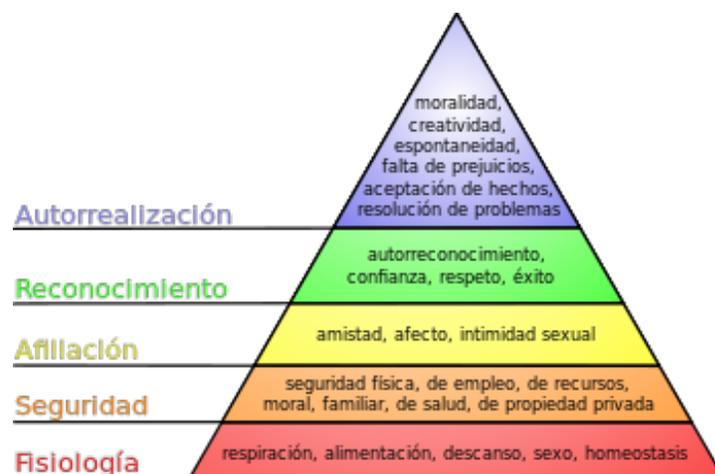 moralidad,
creatividad,
espontaneidad,
falta de prejuicios,
aceptación de hechos,
resolución de problemas
Autorrealización
autorreconocimiento,
confianza, respeto, éxito
Reconocimiento
amistad, afecto, intimidad sexual
Afiliación
seguridad física, de empleo, de recursos,
moral, familiar, de salud, de propiedad privada
Seguridad
respiración, alimentación, descanso, sexo, homeostasis
Fisiología